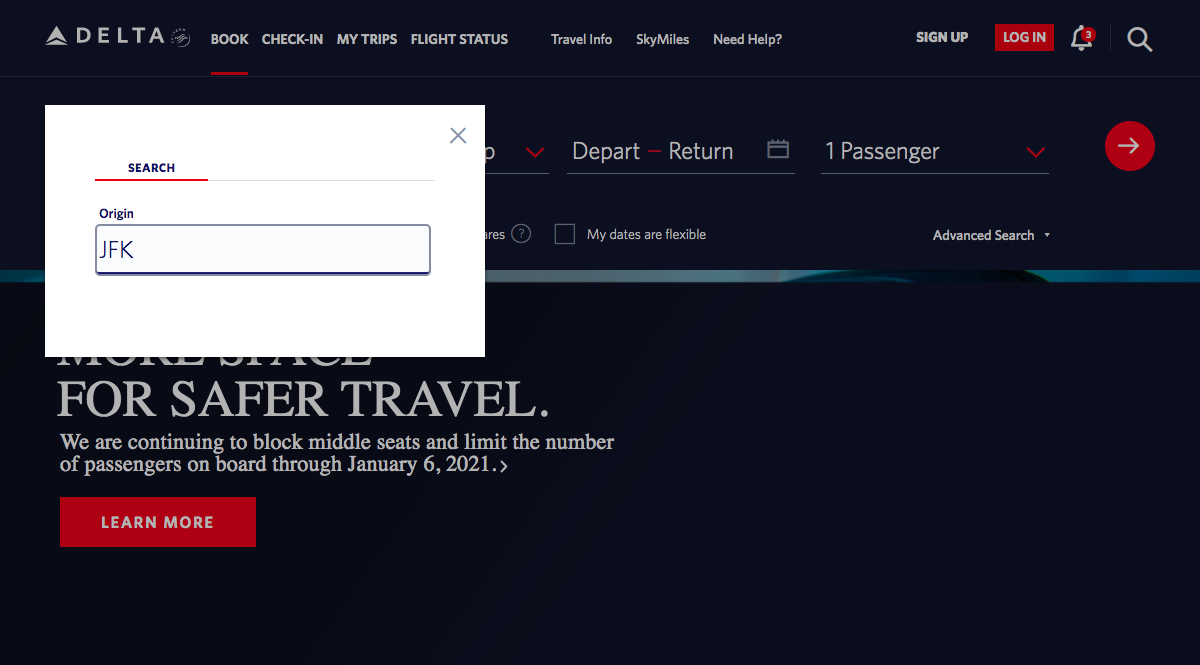 DELTA
BOOK CHECK-IN MY TRIPS FLIGHT STATUS Travel Info SkyMiles Need Help? SIGN UP LOG IN 3
SEARCH
Origin
JFK
Depart – Return
1 Passenger
?
My dates are flexible
Advanced Search
MORE SPACE
FOR SAFER TRAVEL.
We are continuing to block middle seats and limit the number
of passengers on board through January 6, 2021.
LEARN MORE